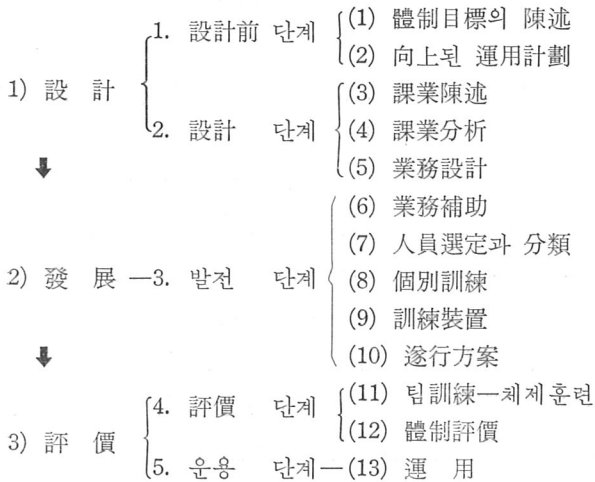 1. 設計前 단계 (1) 體制目標의 陳述
(2) 向上된 運用計劃
1) 設 計
2. 設計 단계 (3) 課業陳述
(4) 課業分析
(5) 業務設計
(6) 業務補助
(7) 人員選定과 分類
2) 發 展 —3. 발전 단계 (8) 個別訓練
(9) 訓練裝置
(10) 遂行方案
4. 評價 단계 (11) 팀訓練—체제훈련
(12) 體制評價
3) 評 價
5. 운용 단계—(13) 運 用